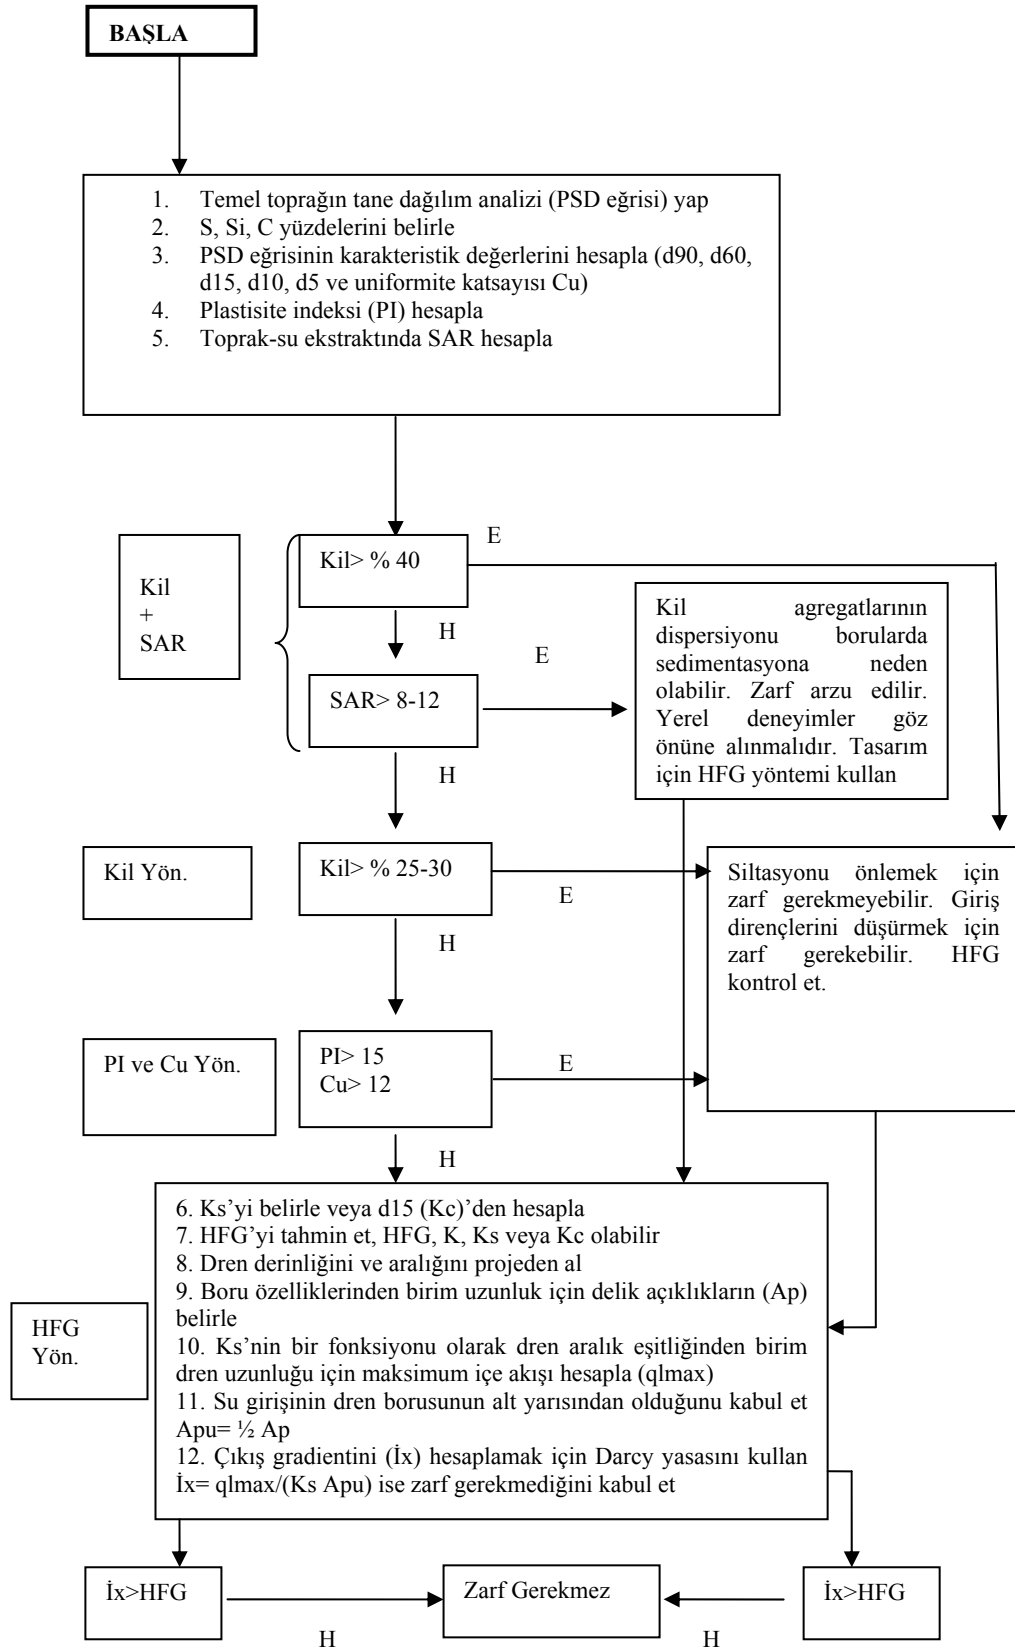 BAŞLA
1. Temel toprağın tane dağılım analizi (PSD eğrisi) yap
2. S, Si, C yüzdelerini belirle
3. PSD eğrisinin karakteristik değerlerini hesapla (d90, d60,
d15, d10, d5 ve uniformite katsayısı Cu)
4. Plastisite indeksi (PI) hesapla
5. Toprak-su ekstraktında SAR hesapla
Kil
+
SAR
Kil> % 40
E
H
SAR> 8-12
E
H
Kil agregatlarının
dispersiyonu borularda
sedimentasyona neden
olabilir. Zarf arzu edilir.
Yerel deneyimler göz
önüne alınmalıdır. Tasarım
için HFG yöntemi kullan
Kil Yön.
Kil> % 25-30
E
H
Siltasyonu önlemek için
zarf gerekmeyebilir. Giriş
dirençlerini düşürmek için
zarf gerekebilir. HFG
kontrol et.
PI ve Cu Yön.
PI> 15
Cu> 12
E
H
HFG
Yön.
6. Ks’yi belirle veya d15 (Kc)’den hesapla
7. HFG’yi tahmin et, HFG, K, Ks veya Kc olabilir
8. Dren derinliğini ve aralığını projeden al
9. Boru özelliklerinden birim uzunluk için delik açıklıkların (Ap)
belirle
10. Ks’nin bir fonksiyonu olarak dren aralık eşitliğinden birim
dren uzunluğu için maksimum içe akışı hesapla (qlmax)
11. Su girişinin dren borusunun alt yarısından olduğunu kabul et
Apu= ½ Ap
12. Çıkış gradientini (İx) hesaplamak için Darcy yasasını kullan
İx= qlmax/(Ks Apu) ise zarf gerekmediğini kabul et
İx>HFG
H
Zarf Gerekmez
H
İx>HFG